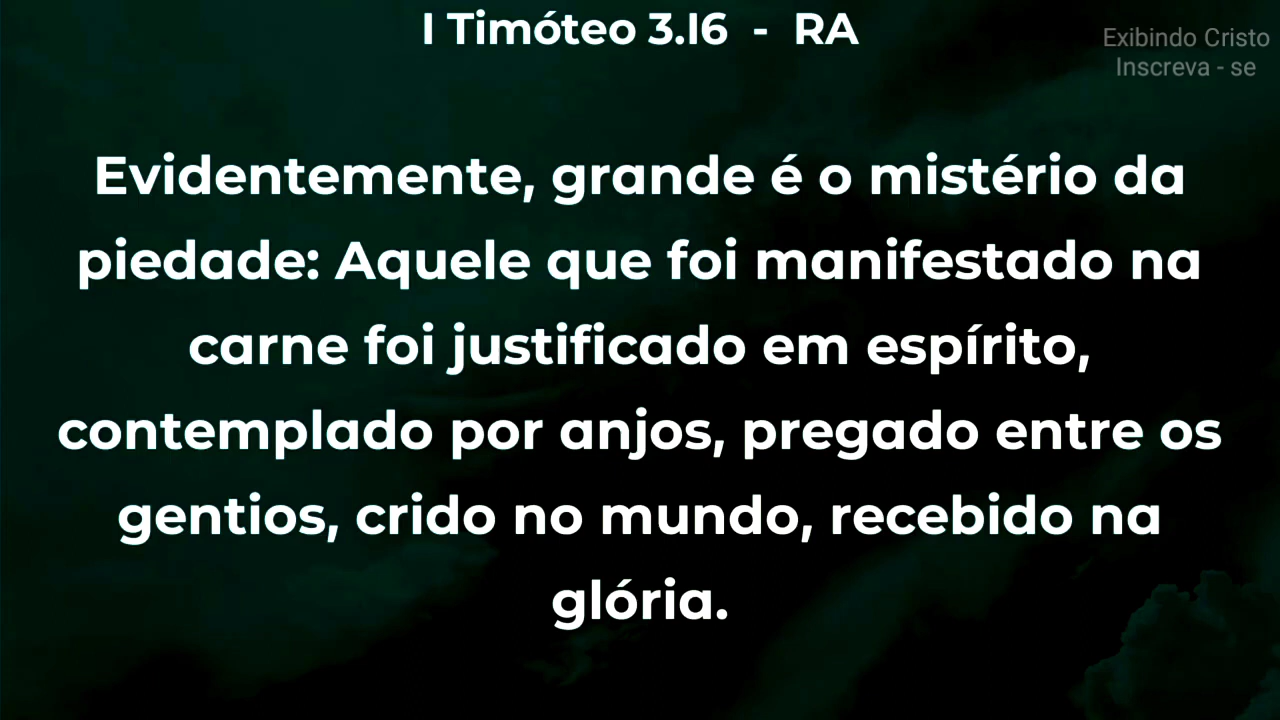 I Timóteo 3.I6 - RA
Exibindo Cristo
Inscreva - se
Evidentemente, grande é o mistério da
piedade: Aquele que foi manifestado na
carne foi justificado em espírito,
contemplado por anjos, pregado entre os
gentios, crido no mundo, recebido na
glória.